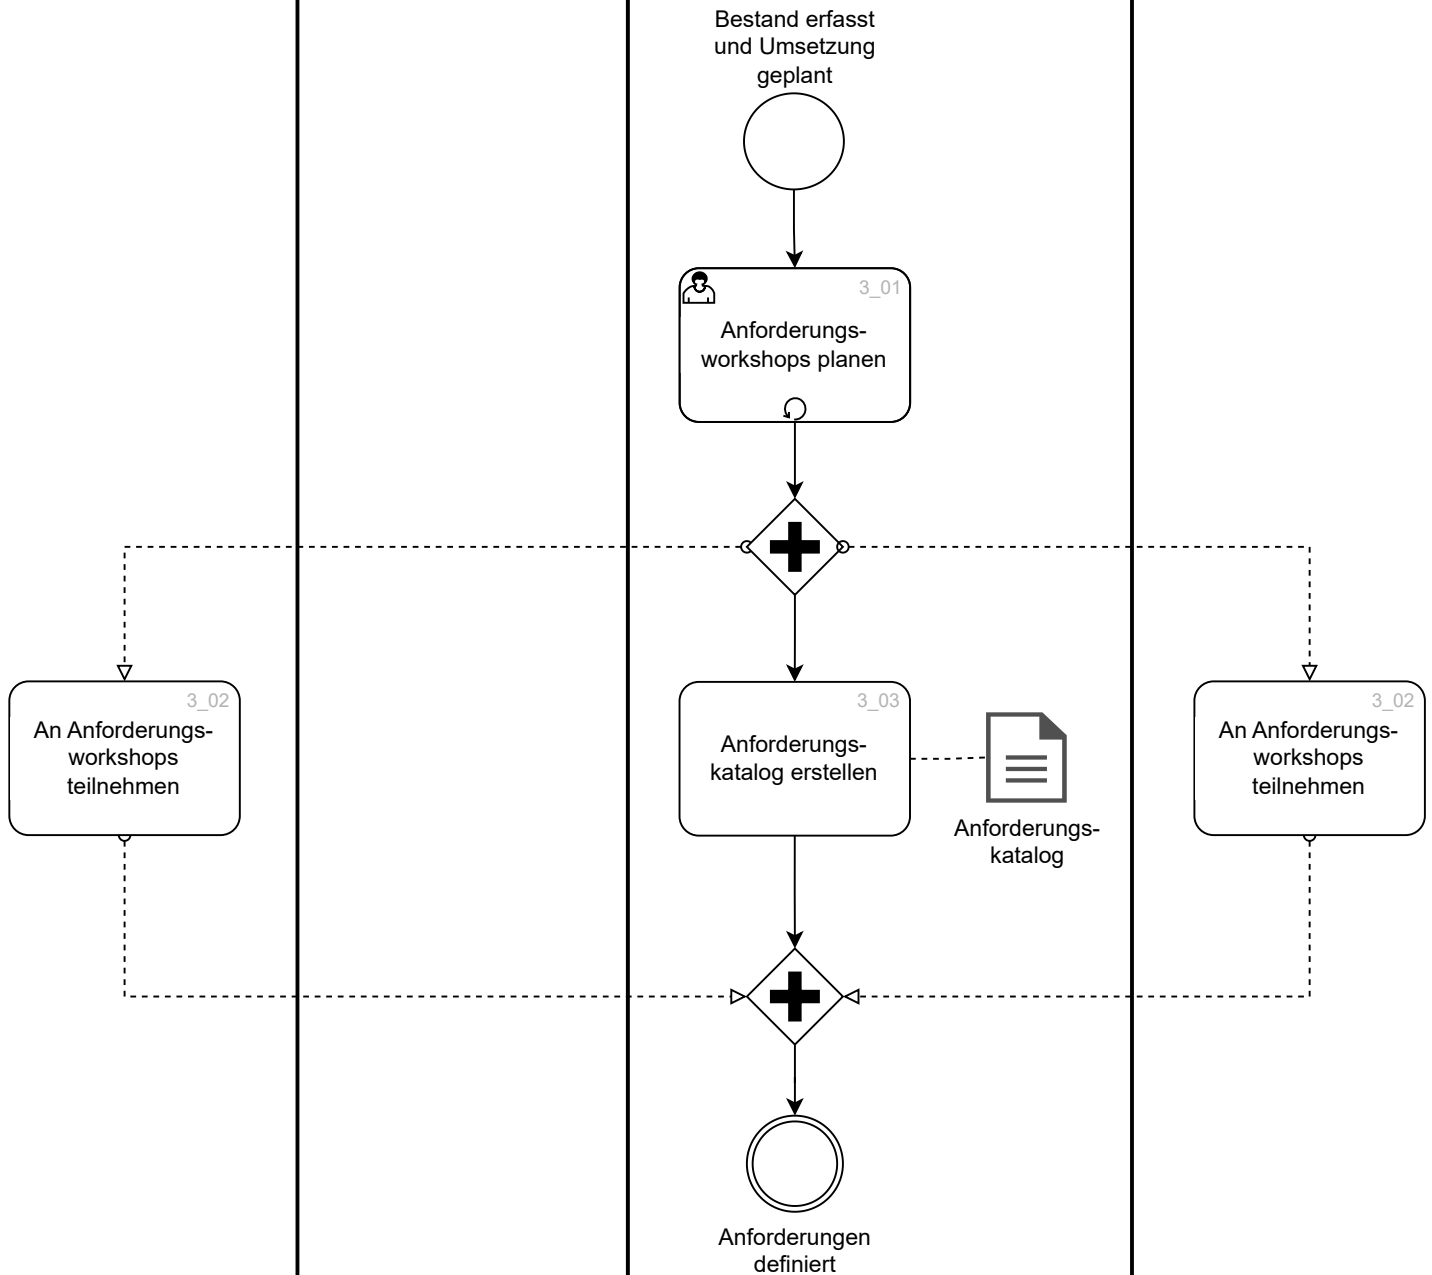 Bestand erfasst
und Umsetzung
geplant
3_01
Anforderungs-
workshops planen
3_02
An Anforderungs-
workshops
teilnehmen
3_03
Anforderungs-
katalog erstellen
Anforderungs-
katalog
3_02
An Anforderungs-
workshops
teilnehmen
Anforderungen
definiert